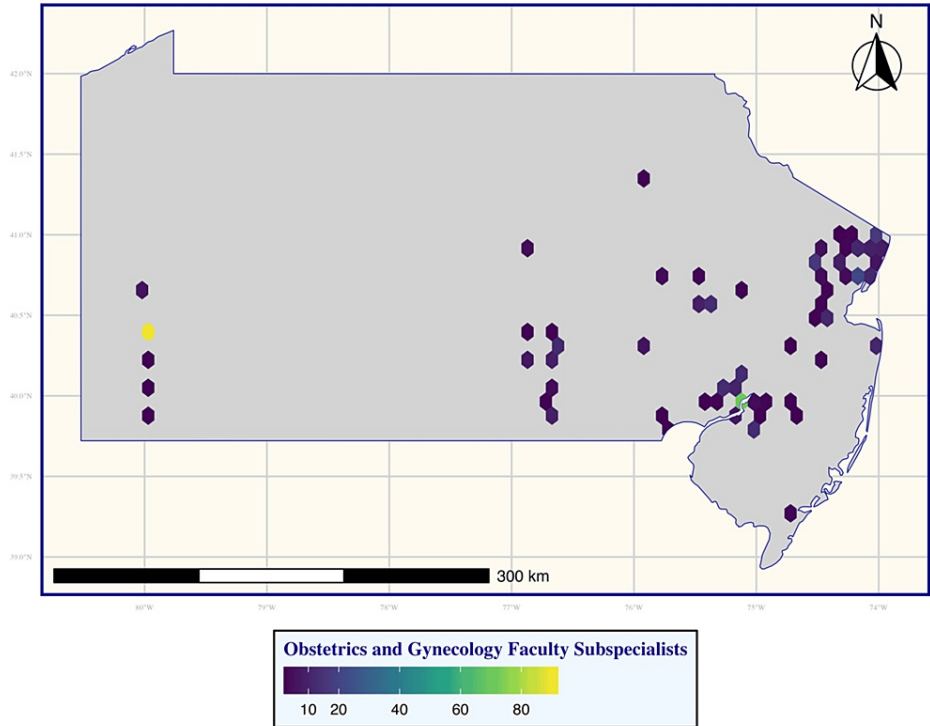 N
42.0°N
41.5°N
41.0°N
40.5°N
40.0°N
39.5°N
39.0°N
300 km
80°W 79°W 78°W 77°W 76°W 75°W 74°W
Obstetrics and Gynecology Faculty Subspecialists
10 20 40 60 80